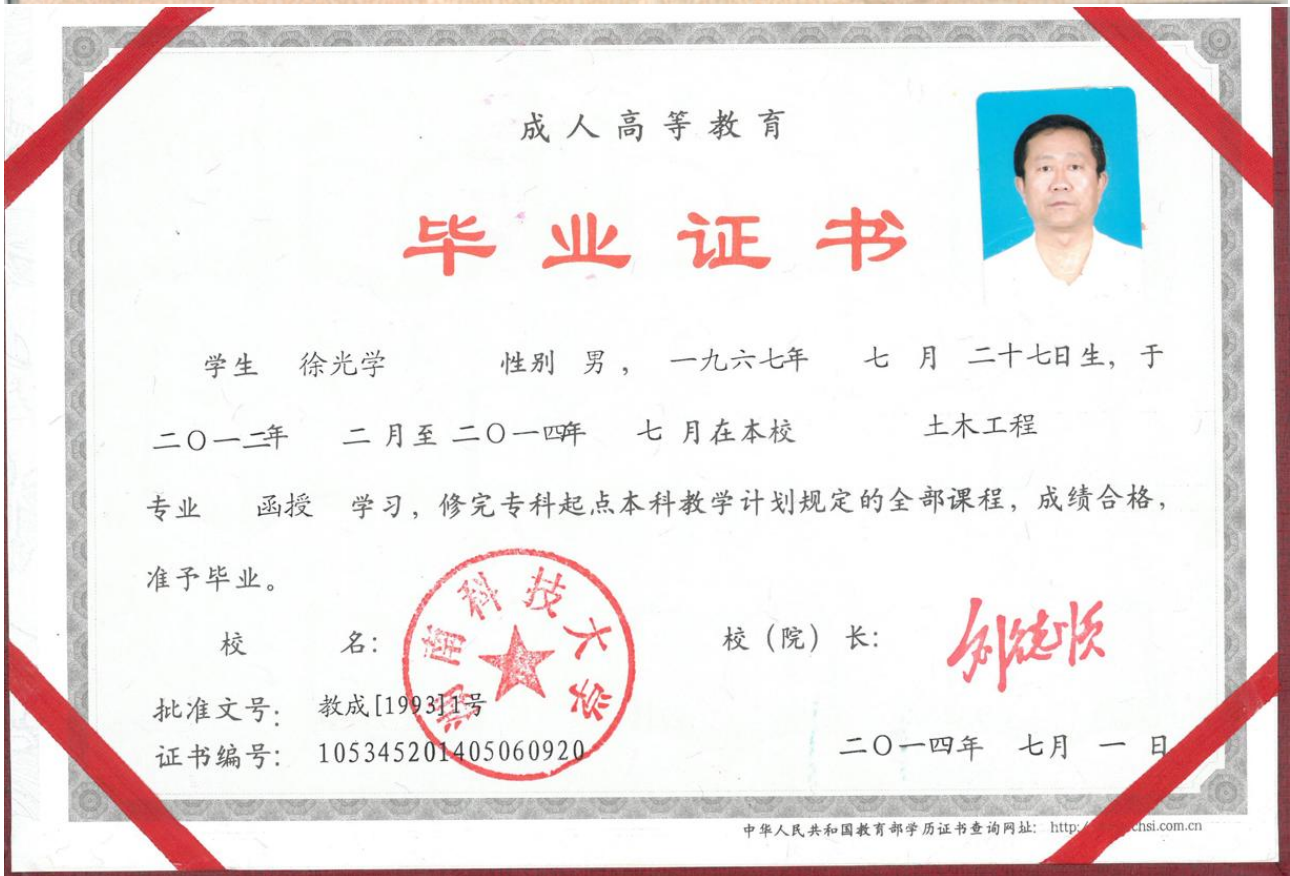 成人高等教育
毕业证书
学生 徐光学 性别 男， 一九六七年 七 月 二十七日生，于
二〇一二年 二 月至 二〇一四年 七 月在本校 土木工程
专业 函授 学习，修完专科起点本科教学计划规定的全部课程，成绩合格，
准予毕业。
校 名： 湖南科技大学 校（院）长： 刘德顺
批准文号： 教成[1993]1号
证书编号： 105345201405060920 二〇一四年 七月 一 日
中华人民共和国教育部学历证书查询网址： http: chsi.com.cn